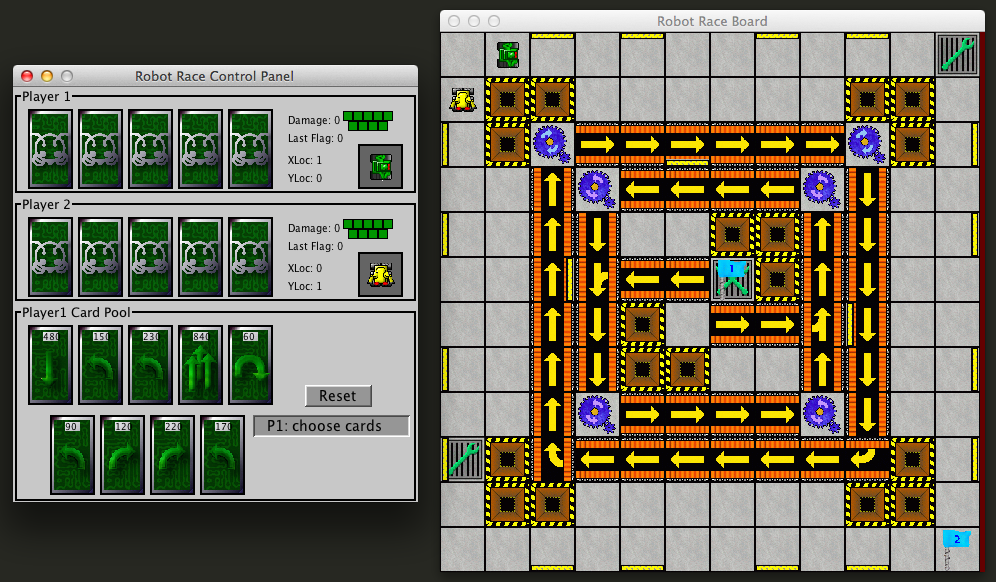 Robot Race Control Panel
Player 1
Damage: 0
Last Flag: 0
XLoc: 1
YLoc: 0
Player 2
Damage: 0
Last Flag: 0
XLoc: 0
YLoc: 1
Player1 Card Pool
480 150 230 840 60
Reset
90 120 220 170
P1: choose cards
Robot Race Board
1
2